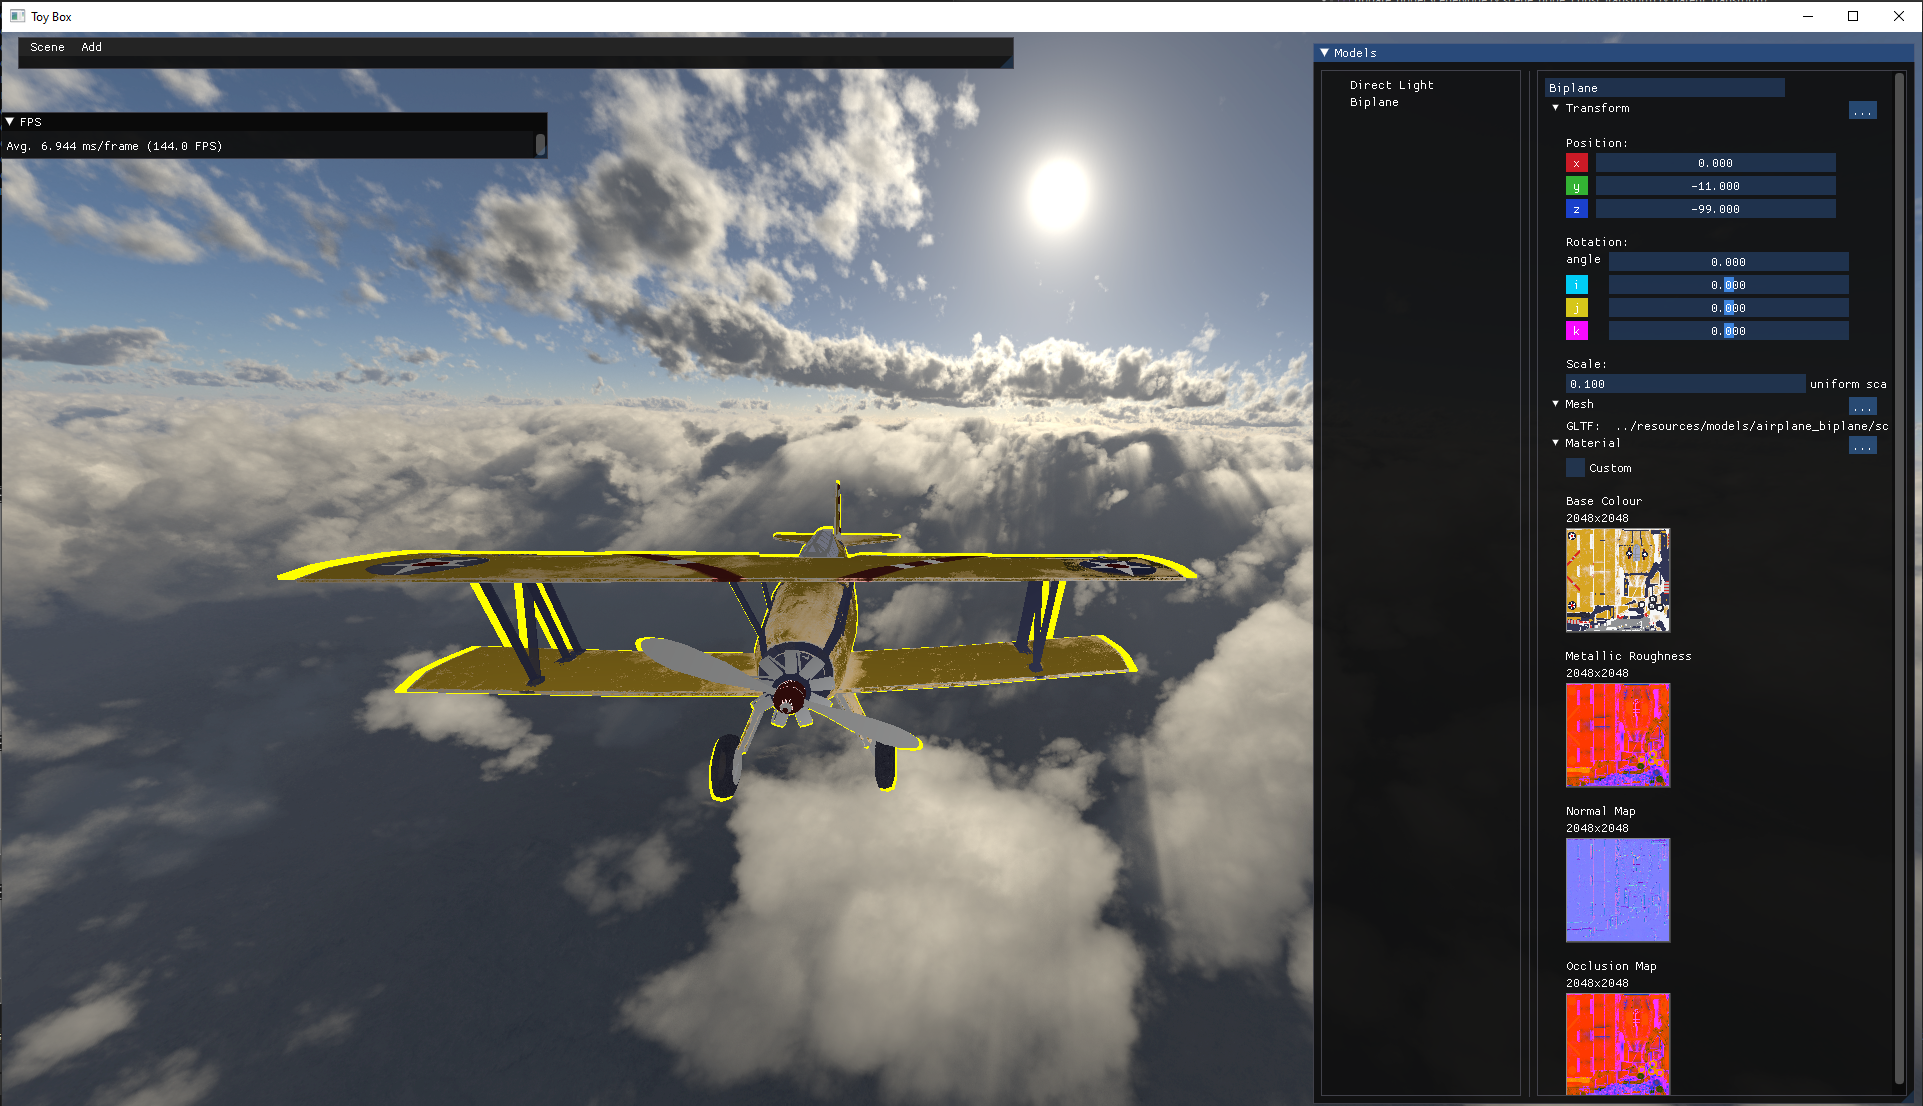 Toy Box
Scene Add
FPS
Avg. 6.944 ms/frame (144.0 FPS)
Models
Direct Light
Biplane
Biplane
Transform
...
Position:
x 0.000
y -11.000
z -99.000
Rotation:
angle 0.000
i 0.000
j 0.000
k 0.000
Scale:
0.100 uniform sca
Mesh
...
GLTF: ../resources/models/airplane_biplane/sc
Material
...
Custom
Base Colour
2048x2048
Metallic Roughness
2048x2048
Normal Map
2048x2048
Occlusion Map
2048x2048